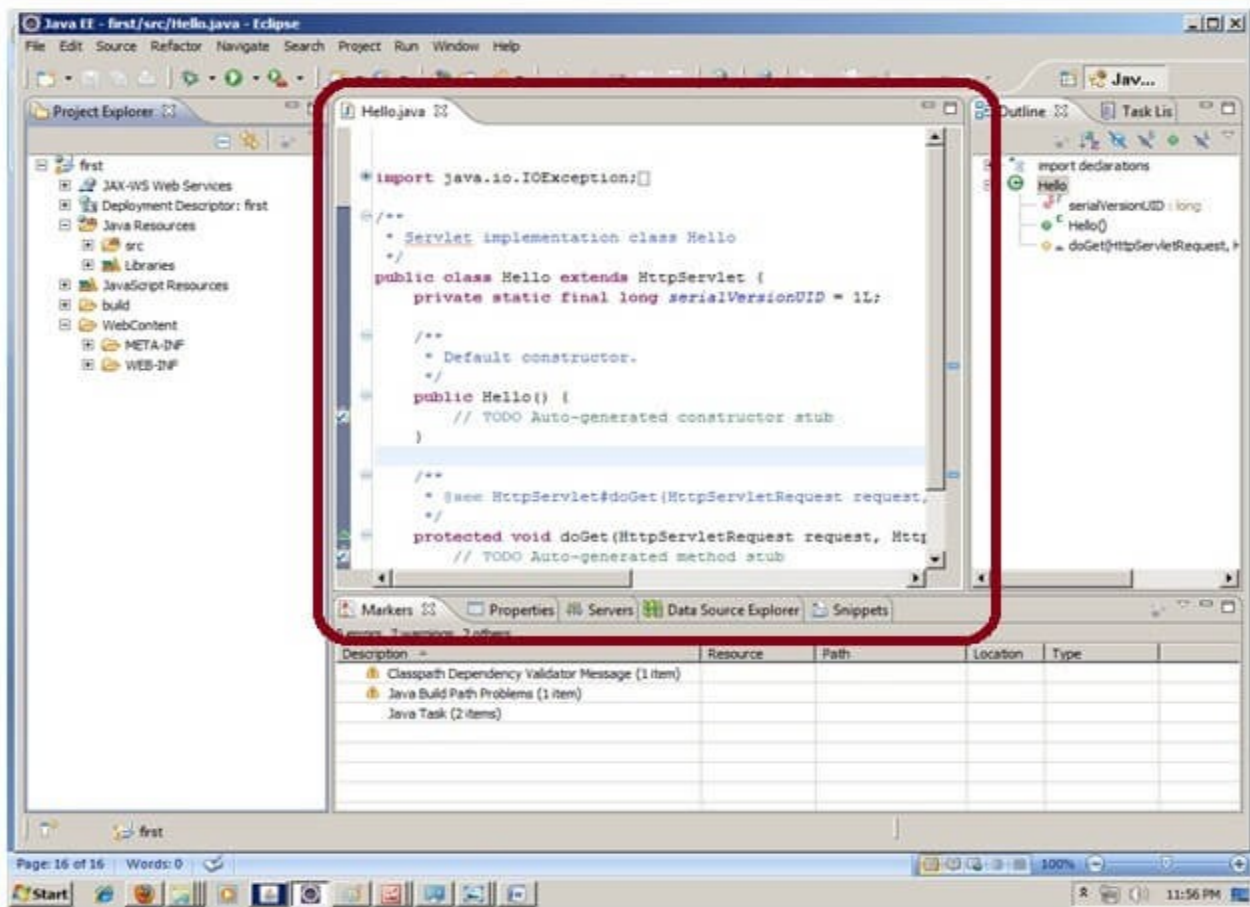 Java EE - first/src/Hello.java - Eclipse
File Edit Source Refactor Navigate Search Project Run Window Help
Jav...
Project Explorer
first
JAX-WS Web Services
Deployment Descriptor: first
Java Resources
src
Libraries
JavaScript Resources
build
WebContent
META-INF
WEB-INF
Hello.java
import java.io.IOException;
/**
* Servlet implementation class Hello
*/
public class Hello extends HttpServlet {
private static final long serialVersionUID = 1L;
/**
* Default constructor.
*/
public Hello() {
// TODO Auto-generated constructor stub
}
/**
* @see HttpServlet#doGet(HttpServletRequest request,
*/
protected void doGet(HttpServletRequest request, Http
// TODO Auto-generated method stub
Outline Task Lis
import declarations
Hello
serialVersionUID : long
Hello()
doGet(HttpServletRequest, H
Markers Properties Servers Data Source Explorer Snippets
0 errors, 2 warnings, 2 others
Description Resource Path Location Type
Classpath Dependency Validator Message (1 item)
Java Build Path Problems (1 item)
Java Task (2 items)
first
Page: 16 of 16 Words: 0 100%
Start 11:56 PM